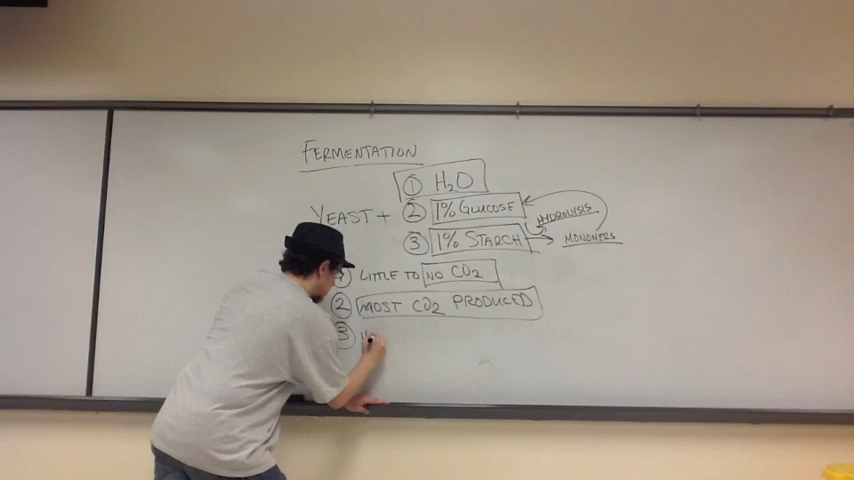 FERMENTATION
① H₂O
YEAST + ② 1% GLUCOSE
HYDROLYSIS
③ 1% STARCH
MONOMERS
① LITTLE TO NO CO₂
② MOST CO₂ PRODUCED
③